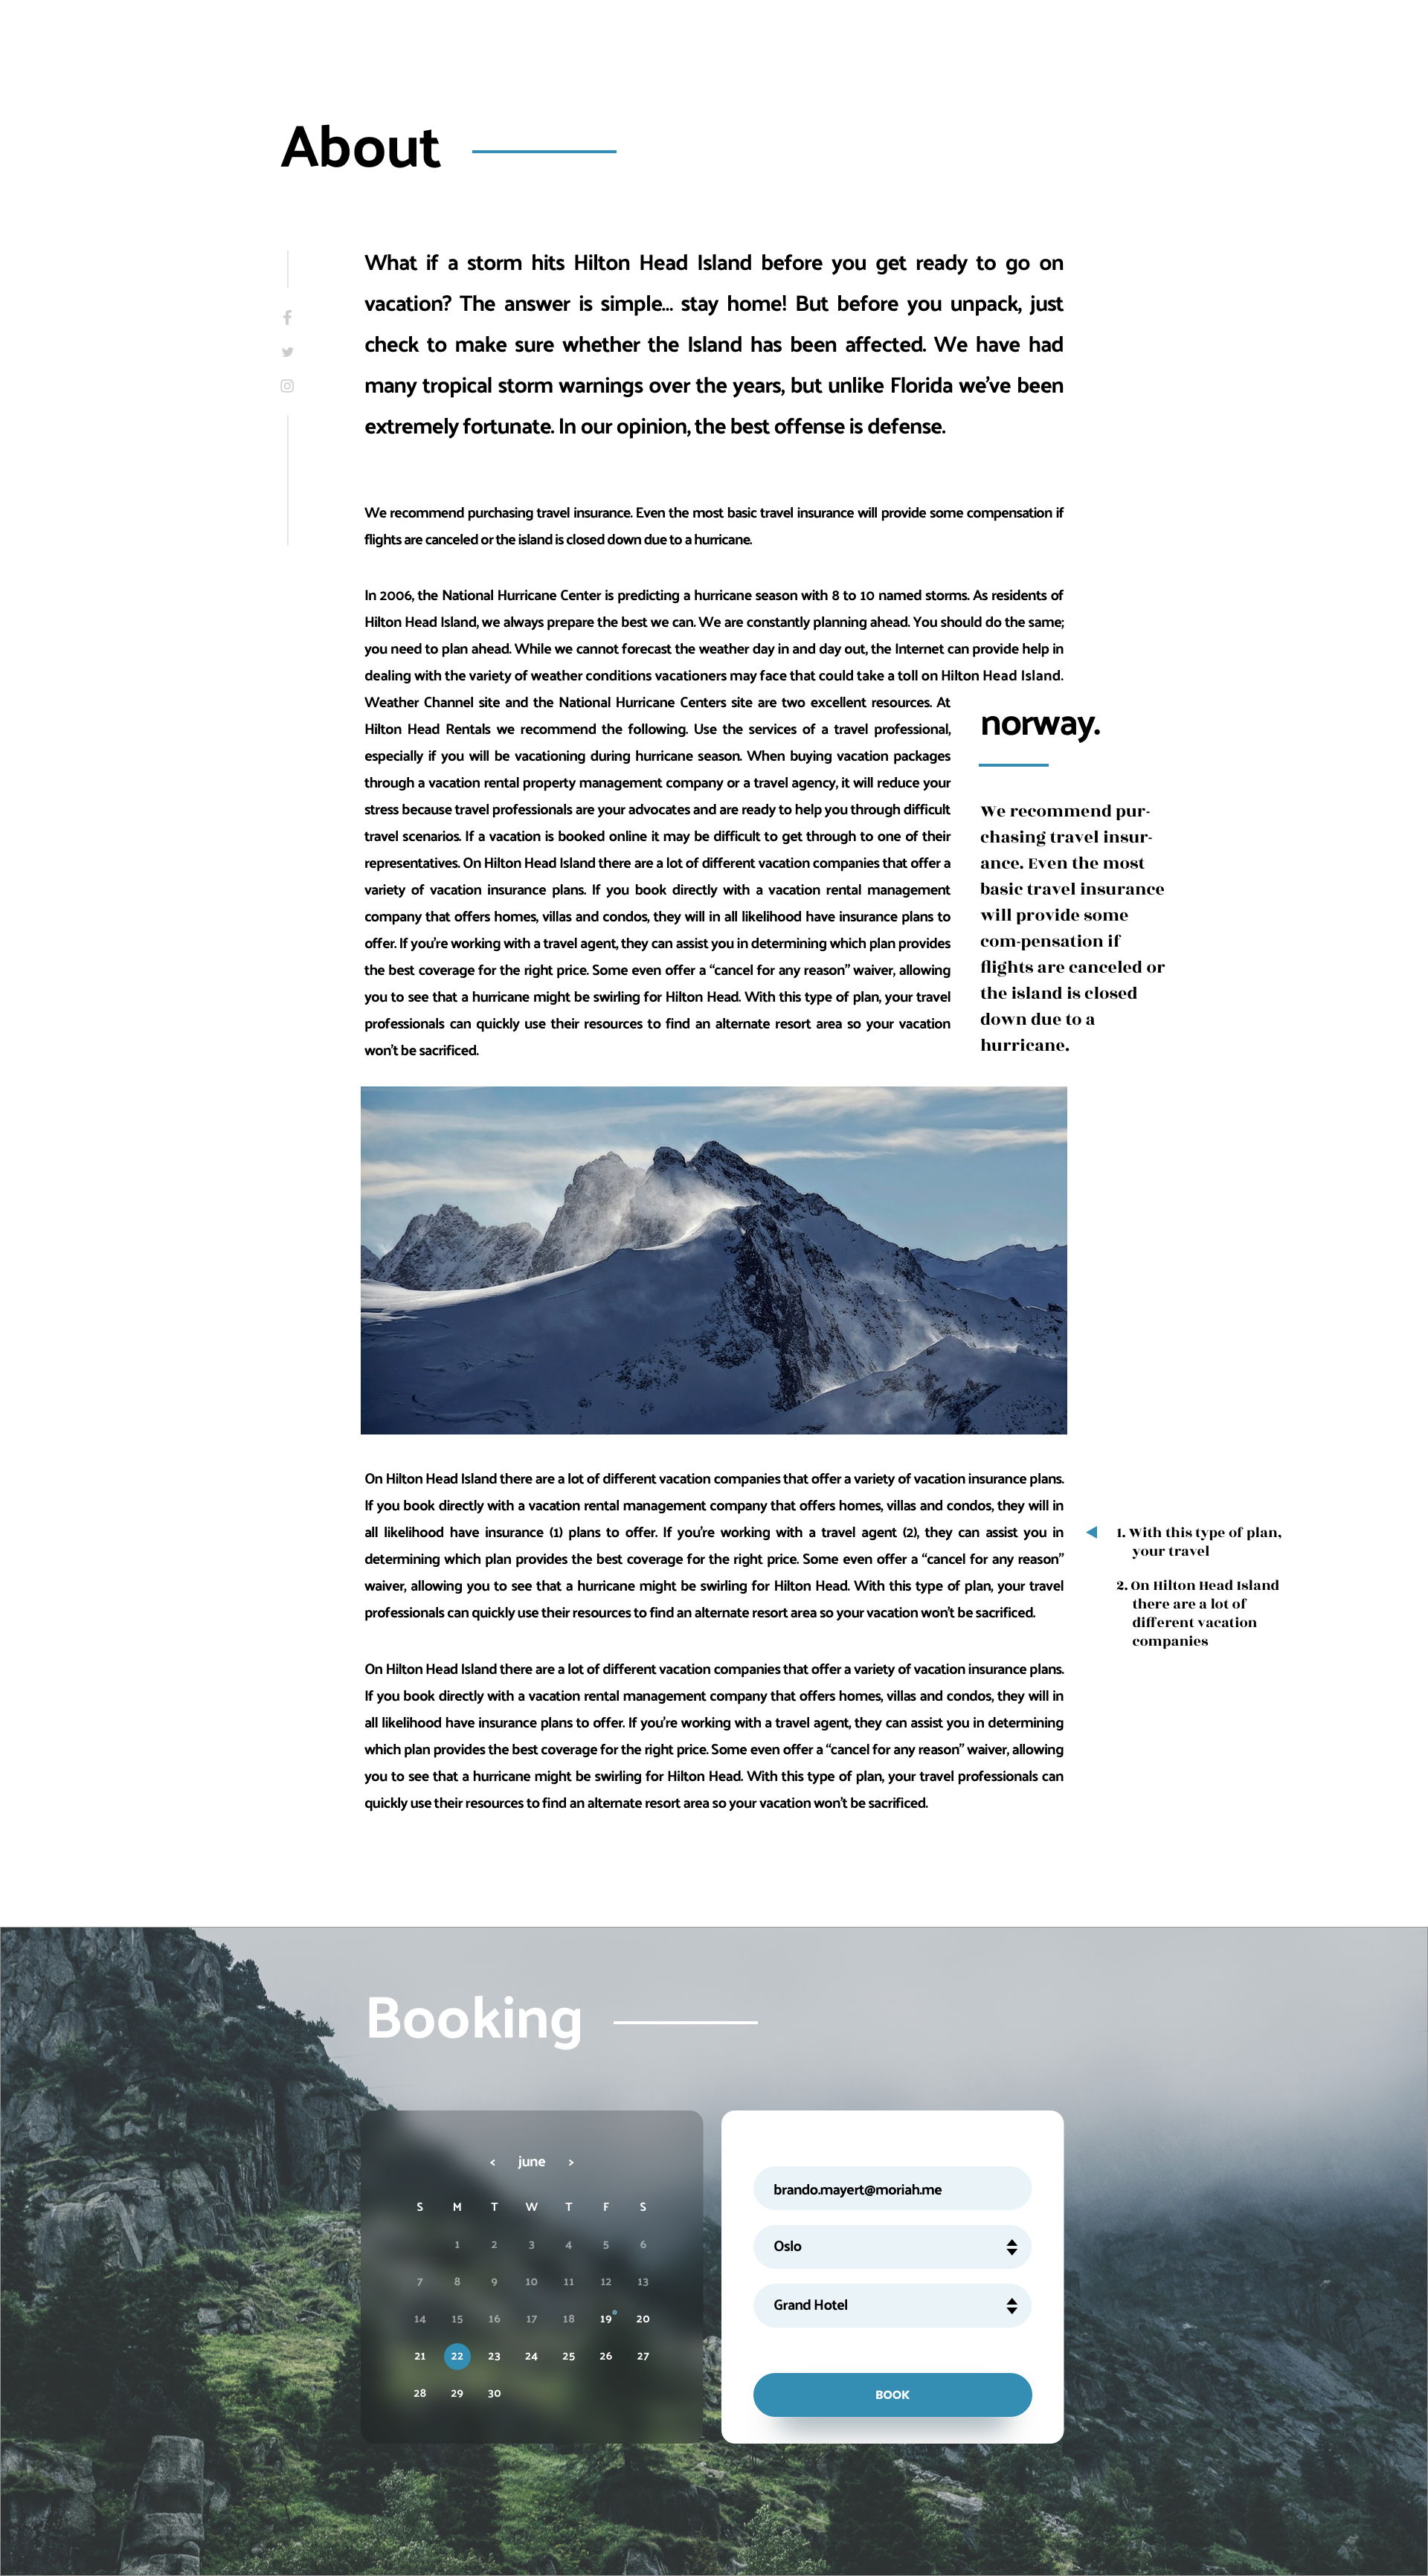 About
What if a storm hits Hilton Head Island before you get ready to go on
vacation? The answer is simple... stay home! But before you unpack, just
check to make sure whether the Island has been affected. We have had
many tropical storm warnings over the years, but unlike Florida we’ve been
extremely fortunate. In our opinion, the best offense is defense.
We recommend purchasing travel insurance. Even the most basic travel insurance will provide some compensation if
flights are canceled or the island is closed down due to a hurricane.
In 2006, the National Hurricane Center is predicting a hurricane season with 8 to 10 named storms. As residents of
Hilton Head Island, we always prepare the best we can. We are constantly planning ahead. You should do the same;
you need to plan ahead. While we cannot forecast the weather day in and day out, the Internet can provide help in
dealing with the variety of weather conditions vacationers may face that could take a toll on Hilton Head Island.
Weather Channel site and the National Hurricane Centers site are two excellent resources. At
Hilton Head Rentals we recommend the following. Use the services of a travel professional,
especially if you will be vacationing during hurricane season. When buying vacation packages
through a vacation rental property management company or a travel agency, it will reduce your
stress because travel professionals are your advocates and are ready to help you through difficult
travel scenarios. If a vacation is booked online it may be difficult to get through to one of their
representatives. On Hilton Head Island there are a lot of different vacation companies that offer a
variety of vacation insurance plans. If you book directly with a vacation rental management
company that offers homes, villas and condos, they will in all likelihood have insurance plans to
offer. If you’re working with a travel agent, they can assist you in determining which plan provides
the best coverage for the right price. Some even offer a “cancel for any reason” waiver, allowing
you to see that a hurricane might be swirling for Hilton Head. With this type of plan, your travel
professionals can quickly use their resources to find an alternate resort area so your vacation
won’t be sacrificed.
norway.
We recommend pur-
chasing travel insur-
ance. Even the most
basic travel insurance
will provide some
com-pensation if
flights are canceled or
the island is closed
down due to a
hurricane.
On Hilton Head Island there are a lot of different vacation companies that offer a variety of vacation insurance plans.
If you book directly with a vacation rental management company that offers homes, villas and condos, they will in
all likelihood have insurance (1) plans to offer. If you’re working with a travel agent (2), they can assist you in
determining which plan provides the best coverage for the right price. Some even offer a “cancel for any reason”
waiver, allowing you to see that a hurricane might be swirling for Hilton Head. With this type of plan, your travel
professionals can quickly use their resources to find an alternate resort area so your vacation won’t be sacrificed.
1. With this type of plan,
your travel
2. On Hilton Head Island
there are a lot of
different vacation
companies
On Hilton Head Island there are a lot of different vacation companies that offer a variety of vacation insurance plans.
If you book directly with a vacation rental management company that offers homes, villas and condos, they will in
all likelihood have insurance plans to offer. If you’re working with a travel agent, they can assist you in determining
which plan provides the best coverage for the right price. Some even offer a “cancel for any reason” waiver, allowing
you to see that a hurricane might be swirling for Hilton Head. With this type of plan, your travel professionals can
quickly use their resources to find an alternate resort area so your vacation won’t be sacrificed.
Booking
< june >
S M T W T F S
1 2 3 4 5 6
7 8 9 10 11 12 13
14 15 16 17 18 19 20
21 22 23 24 25 26 27
28 29 30
brando.mayert@moriah.me
Oslo
Grand Hotel
BOOK